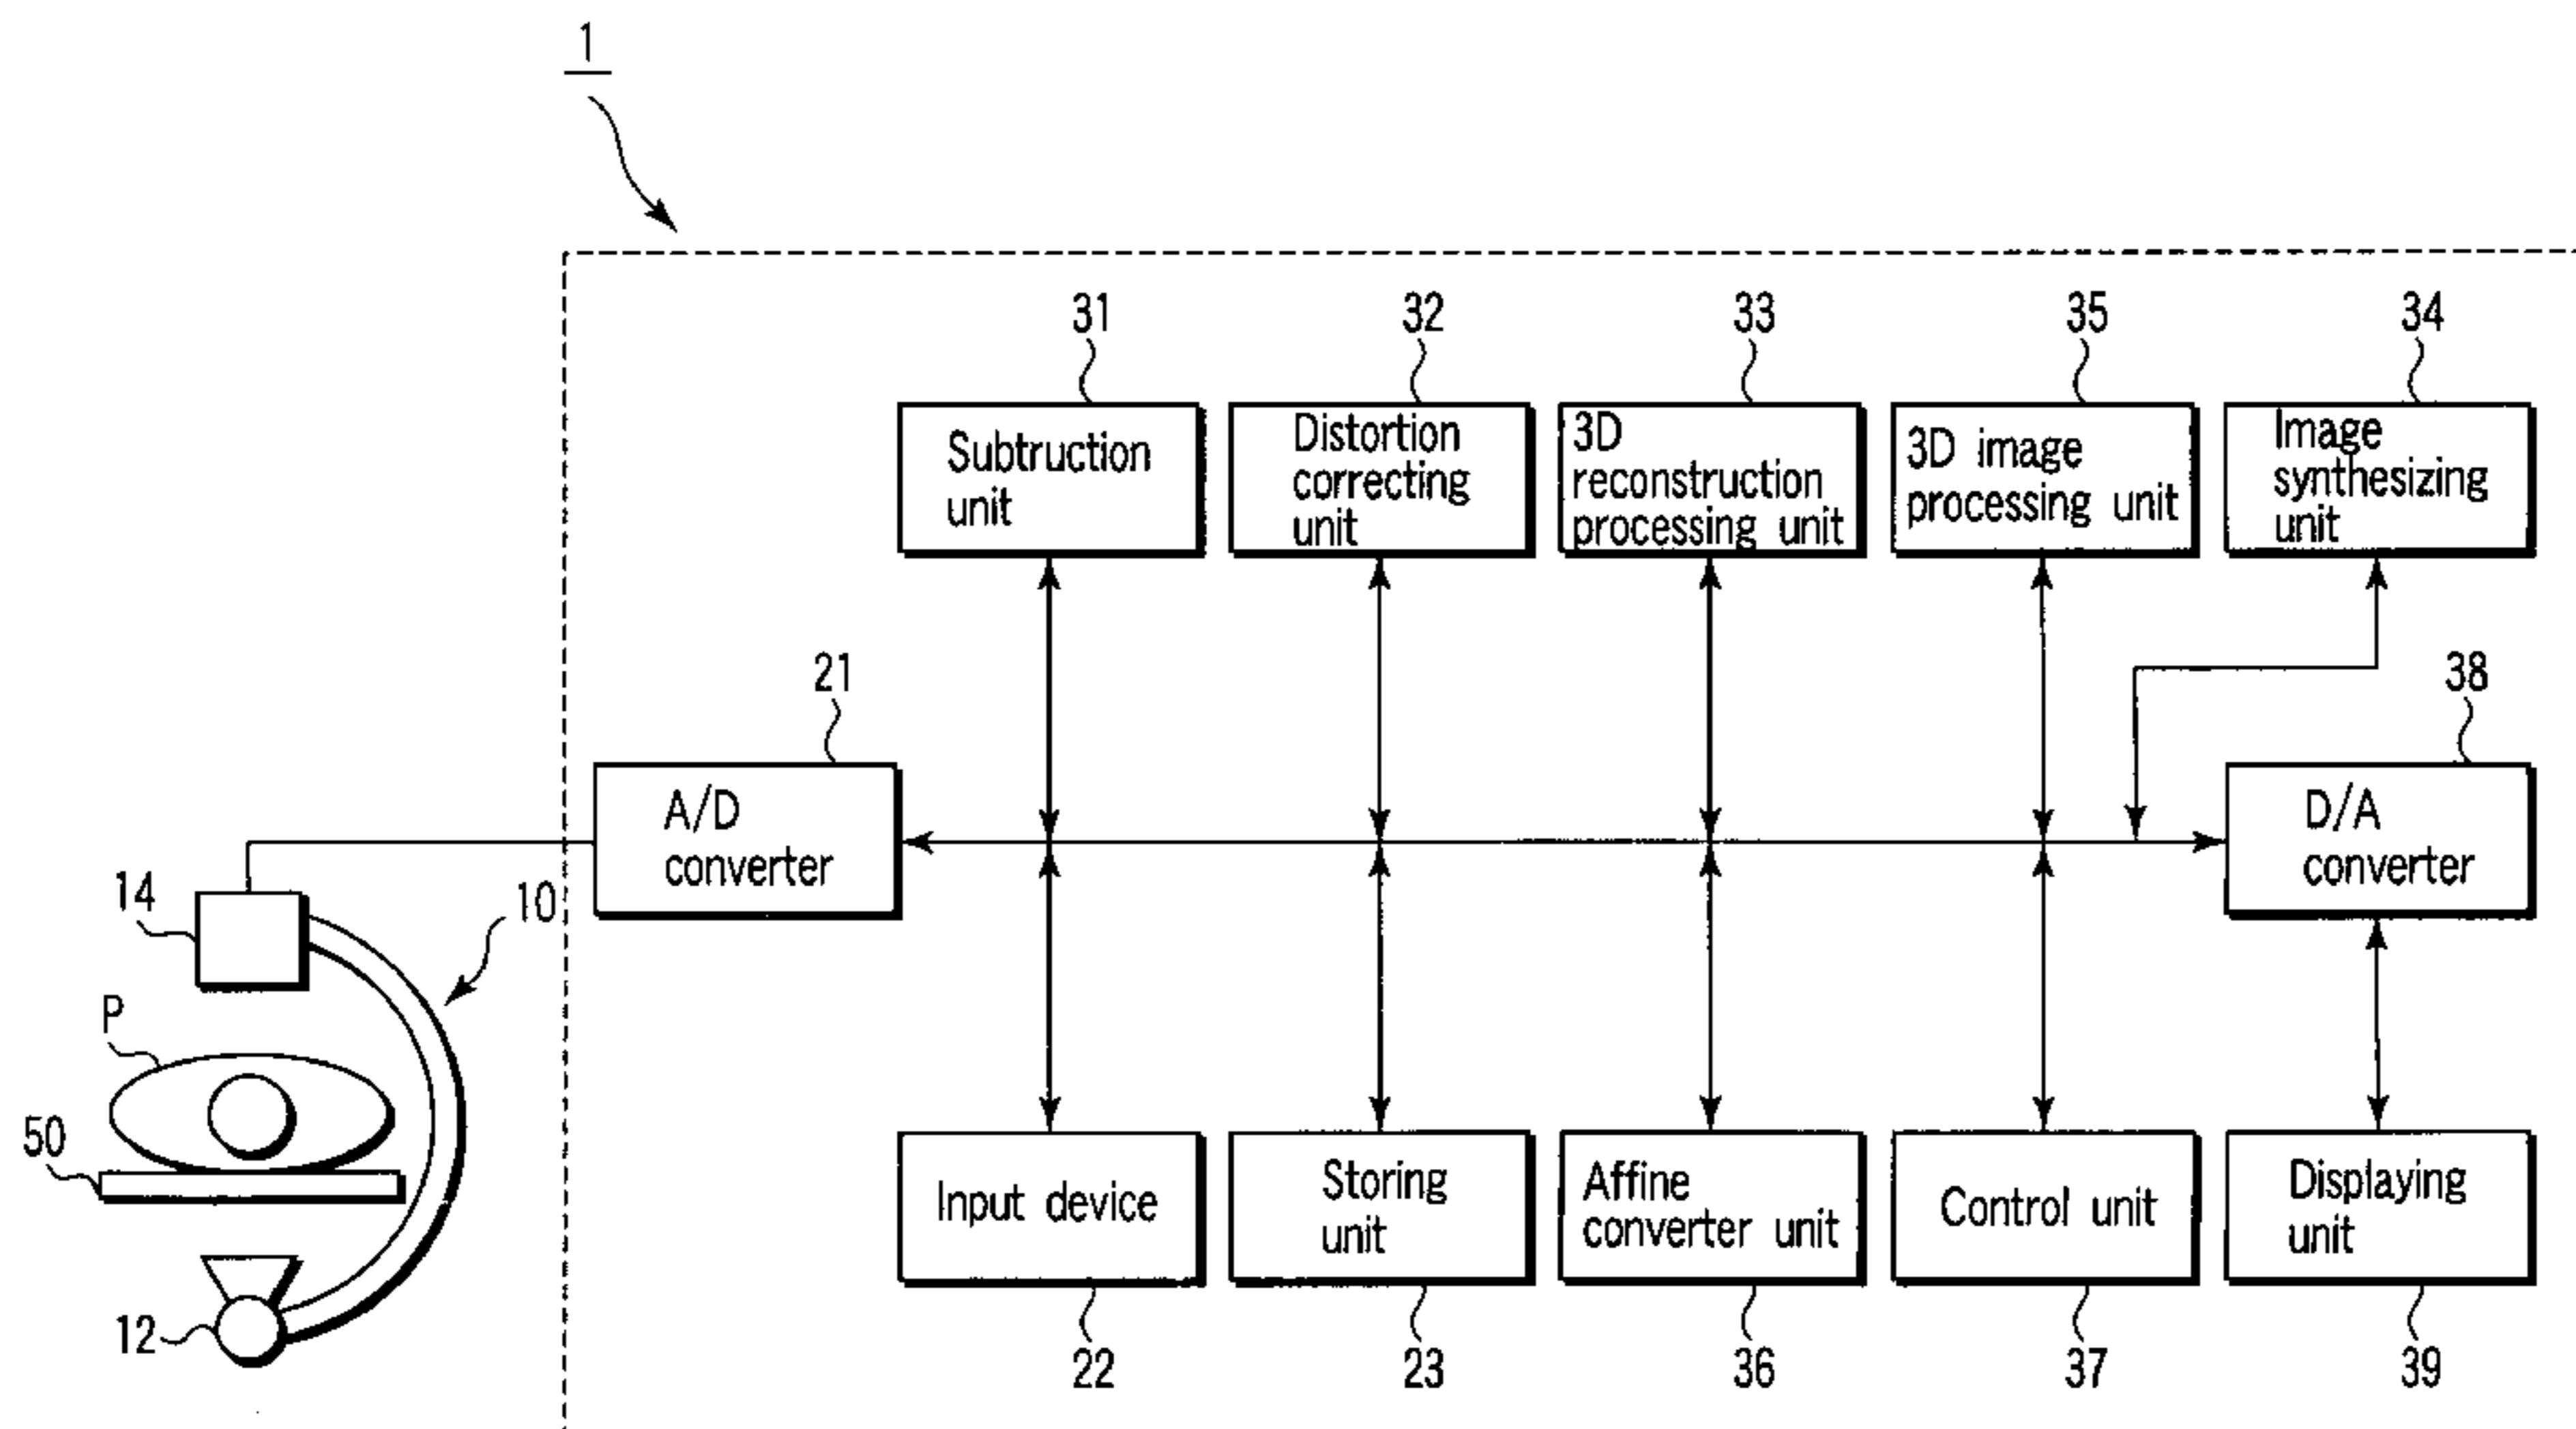 1
31
32
33
35
34
Subtruction
unit
Distortion
correcting
unit
3D
reconstruction
processing unit
3D image
processing unit
Image
synthesizing
unit
21
38
A/D
converter
D/A
converter
14
10
P
50
12
Input device
Storing
unit
Affine
converter unit
Control unit
Displaying
unit
22
23
36
37
39